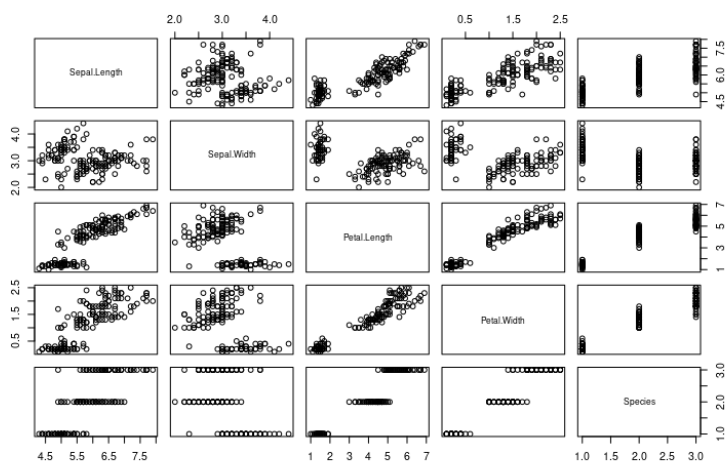 2.0 3.0 4.0 0.5 1.5 2.5
Sepal.Length
4.5 6.0 7.5
2.0 3.0 4.0
Sepal.Width
Petal.Length
1 3 5 7
0.5 1.5 2.5
Petal.Width
Species
1.0 2.0 3.0
4.5 5.5 6.5 7.5 1 2 3 4 5 6 7 1.0 1.5 2.0 2.5 3.0